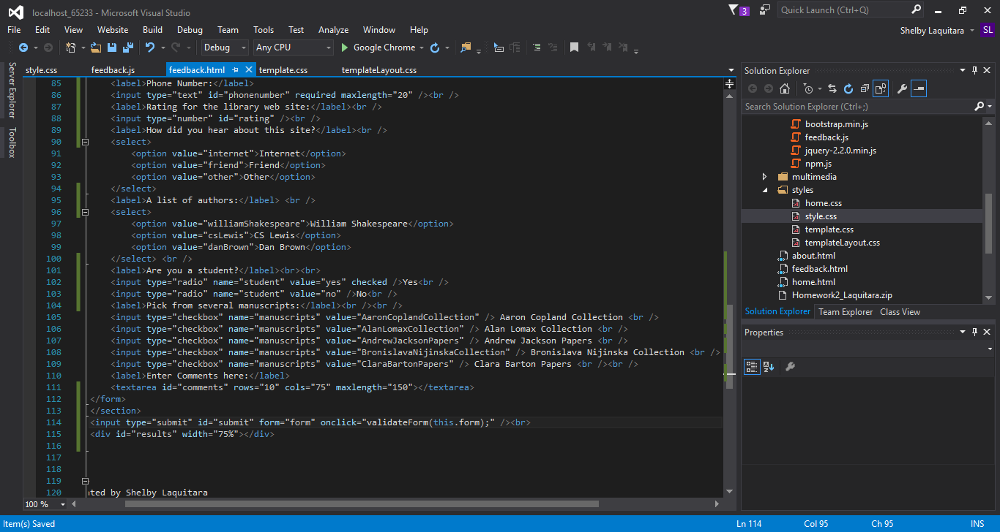 localhost_65233 - Microsoft Visual Studio
3
Quick Launch (Ctrl+Q)
File Edit View Website Build Debug Team Tools Test Analyze Window Help
Shelby Laquitara SL
Debug Any CPU Google Chrome
Server Explorer
Toolbox
style.css feedback.js feedback.html template.css templateLayout.css
85 <label>Phone Number:</label>
86 <input type="text" id="phonenumber" required maxlength="20" /><br />
87 <label>Rating for the library web site:</label><br />
88 <input type="number" id="rating" /><br />
89 <label>How did you hear about this site?</label><br />
90 <select>
91 <option value="internet">Internet</option>
92 <option value="friend">Friend</option>
93 <option value="other">Other</option>
94 </select>
95 <label>A list of authors:</label> <br />
96 <select>
97 <option value="williamShakespeare">William Shakespeare</option>
98 <option value="csLewis">CS Lewis</option>
99 <option value="danBrown">Dan Brown</option>
100 </select> <br />
101 <label>Are you a student?</label><br><br>
102 <input type="radio" name="student" value="yes" checked />Yes<br />
103 <input type="radio" name="student" value="no" />No<br />
104 <label>Pick from several manuscripts:</label><br /><br />
105 <input type="checkbox" name="manuscripts" value="AaronCoplandCollection" /> Aaron Copland Collection <br />
106 <input type="checkbox" name="manuscripts" value="AlanLomaxCollection" /> Alan Lomax Collection <br />
107 <input type="checkbox" name="manuscripts" value="AndrewJacksonPapers" /> Andrew Jackson Papers <br />
108 <input type="checkbox" name="manuscripts" value="BronislavaNijinskaCollection" /> Bronislava Nijinska Collection <br />
109 <input type="checkbox" name="manuscripts" value="ClaraBartonPapers" /> Clara Barton Papers <br /><br />
110 <label>Enter Comments here:</label>
111 <textarea id="comments" rows="10" cols="75" maxlength="150"></textarea>
112 </form>
113 </section>
114 <input type="submit" id="submit" form="form" onclick="validateForm(this.form);" /><br>
115 <div id="results" width="75%"></div>
116
117
118
119
120 ted by Shelby Laquitara
100 %
Solution Explorer
Search Solution Explorer (Ctrl+;)
bootstrap.min.js
feedback.js
jquery-2.2.0.min.js
npm.js
multimedia
styles
home.css
style.css
template.css
templateLayout.css
about.html
feedback.html
home.html
Homework2_Laquitara.zip
Solution Explorer Team Explorer Class View
Properties
Item(s) Saved Ln 114 Col 95 Ch 95 INS